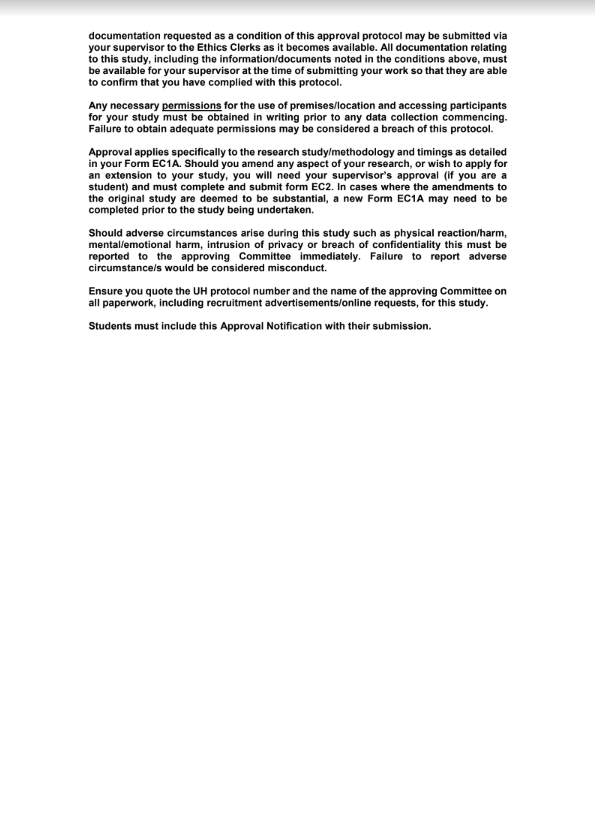 documentation requested as a condition of this approval protocol may be submitted via
your supervisor to the Ethics Clerks as it becomes available. All documentation relating
to this study, including the information/documents noted in the conditions above, must
be available for your supervisor at the time of submitting your work so that they are able
to confirm that you have complied with this protocol.
Any necessary permissions for the use of premises/location and accessing participants
for your study must be obtained in writing prior to any data collection commencing.
Failure to obtain adequate permissions may be considered a breach of this protocol.
Approval applies specifically to the research study/methodology and timings as detailed
in your Form EC1A. Should you amend any aspect of your research, or wish to apply for
an extension to your study, you will need your supervisor's approval (if you are a
student) and must complete and submit form EC2. In cases where the amendments to
the original study are deemed to be substantial, a new Form EC1A may need to be
completed prior to the study being undertaken.
Should adverse circumstances arise during this study such as physical reaction/harm,
mental/emotional harm, intrusion of privacy or breach of confidentiality this must be
reported to the approving Committee immediately. Failure to report adverse
circumstance/s would be considered misconduct.
Ensure you quote the UH protocol number and the name of the approving Committee on
all paperwork, including recruitment advertisements/online requests, for this study.
Students must include this Approval Notification with their submission.